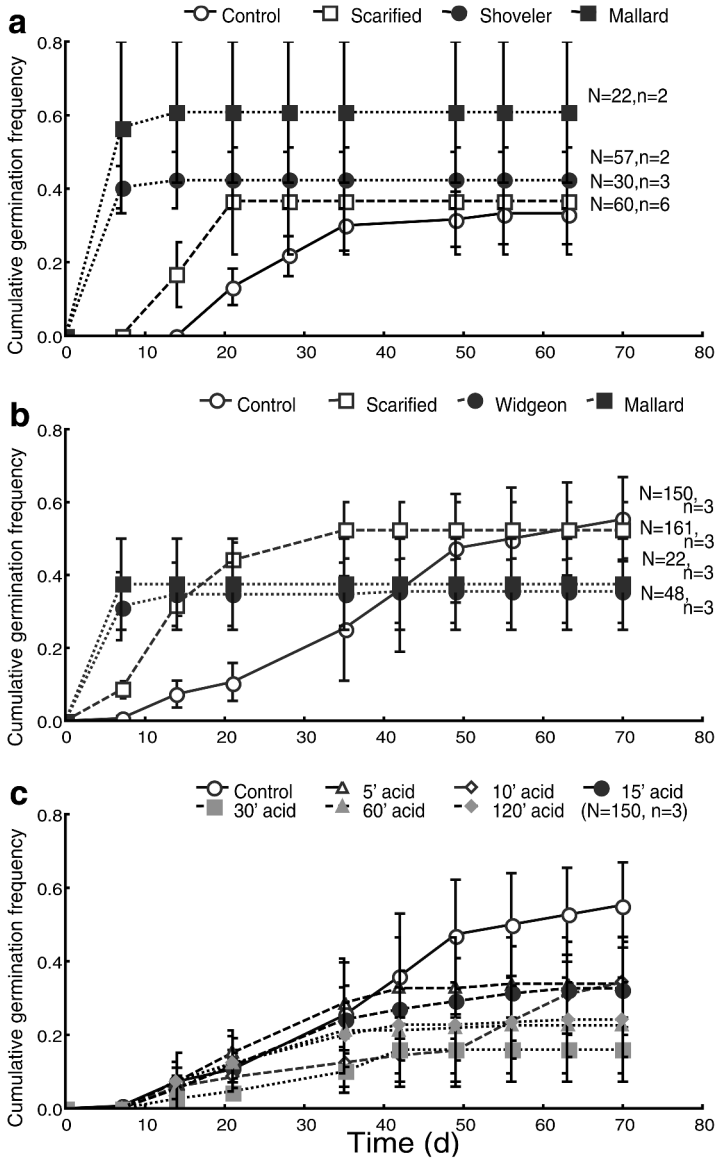 a
Control Scarified Shoveler Mallard
Cumulative germination frequency
0.8
0.6
0.4
0.2
0.0
N=22,n=2
N=57,n=2
N=30,n=3
N=60,n=6
0 10 20 30 40 50 60 70 80
b
Control Scarified Widgeon Mallard
Cumulative germination frequency
0.8
0.6
0.4
0.2
0.0
N=150,
n=3
N=161,
n=3
N=22,
n=3
N=48,
n=3
0 10 20 30 40 50 60 70 80
c
Control 5' acid 10' acid 15' acid
30' acid 60' acid 120' acid (N=150, n=3)
Cumulative germination frequency
0.8
0.6
0.4
0.2
0.0
0 10 20 30 40 50 60 70 80
Time (d)